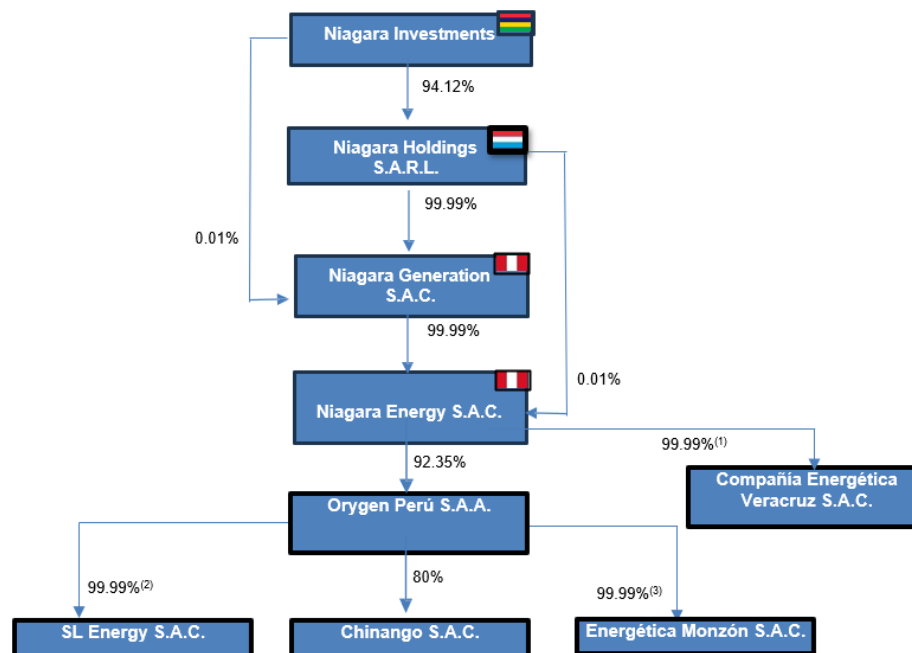 Niagara Investments
94.12%
Niagara Holdings
S.A.R.L.
99.99%
0.01%
Niagara Generation
S.A.C.
99.99%
0.01%
Niagara Energy S.A.C.
99.99%(1)
92.35%
Compañía Energética
Veracruz S.A.C.
Orygen Perú S.A.A.
99.99%(2)
80%
99.99%(3)
SL Energy S.A.C.
Chinango S.A.C.
Energética Monzón S.A.C.